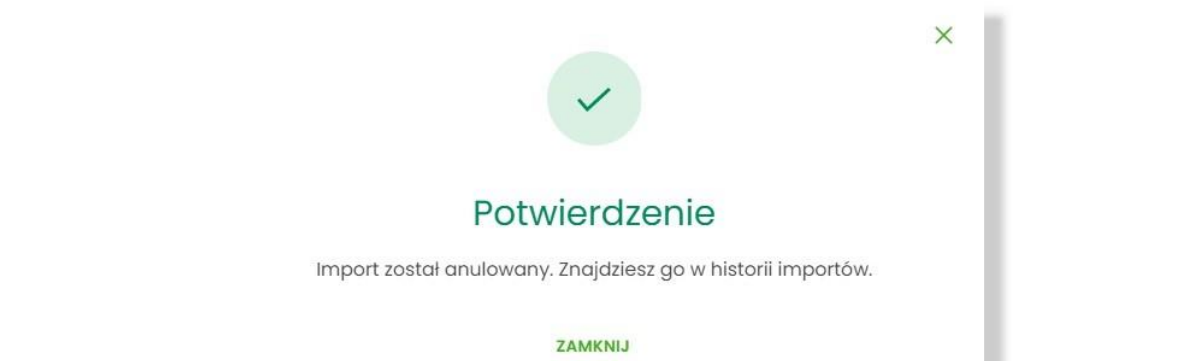 Potwierdzenie
Import został anulowany. Znajdziesz go w historii importów.
ZAMKNIJ